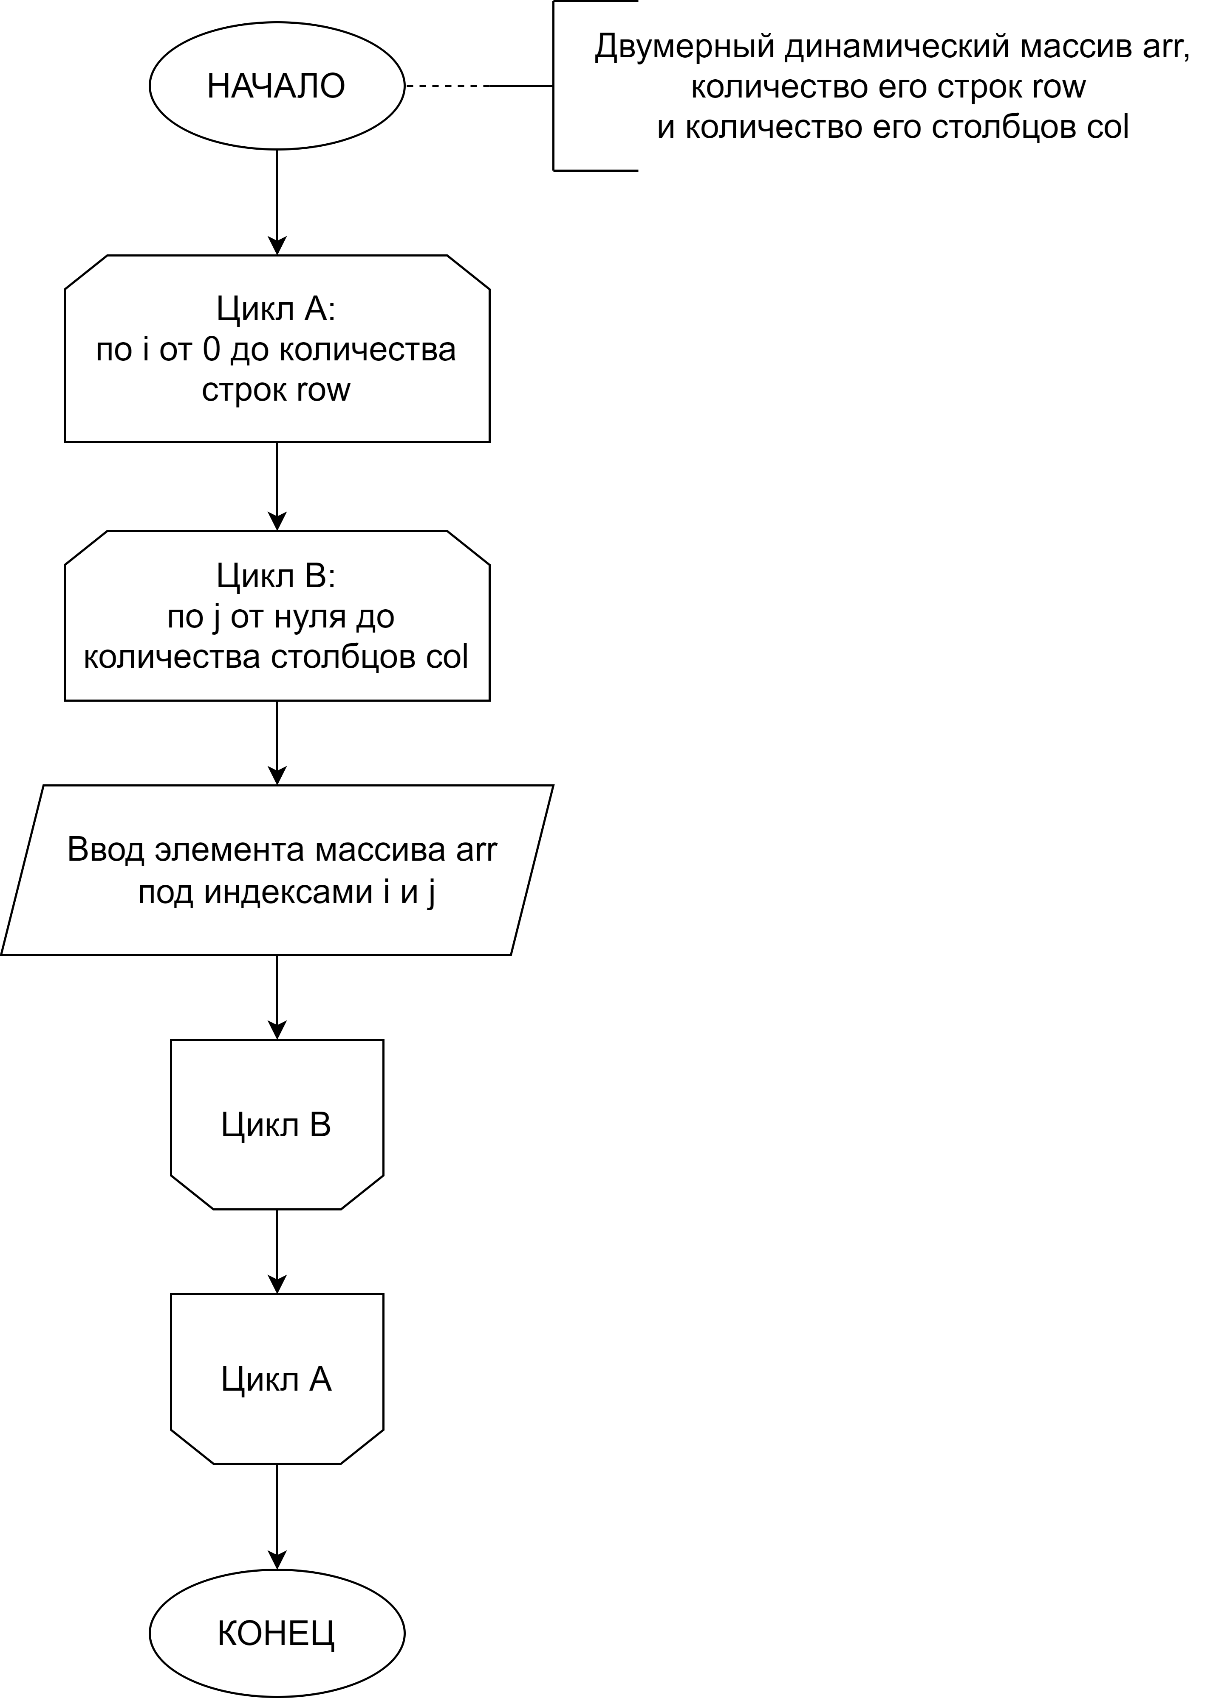 НАЧАЛО
Двумерный динамический массив arr,
количество его строк row
и количество его столбцов col
Цикл A:
по i от 0 до количества
строк row
Цикл B:
по j от нуля до
количества столбцов col
Ввод элемента массива arr
под индексами i и j
Цикл B
Цикл A
КОНЕЦ